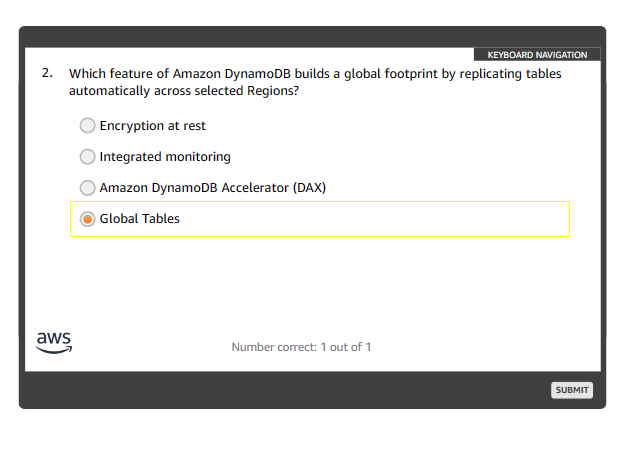 KEYBOARD NAVIGATION
2. Which feature of Amazon DynamoDB builds a global footprint by replicating tables
automatically across selected Regions?
Encryption at rest
Integrated monitoring
Amazon DynamoDB Accelerator (DAX)
Global Tables
aws
Number correct: 1 out of 1
SUBMIT